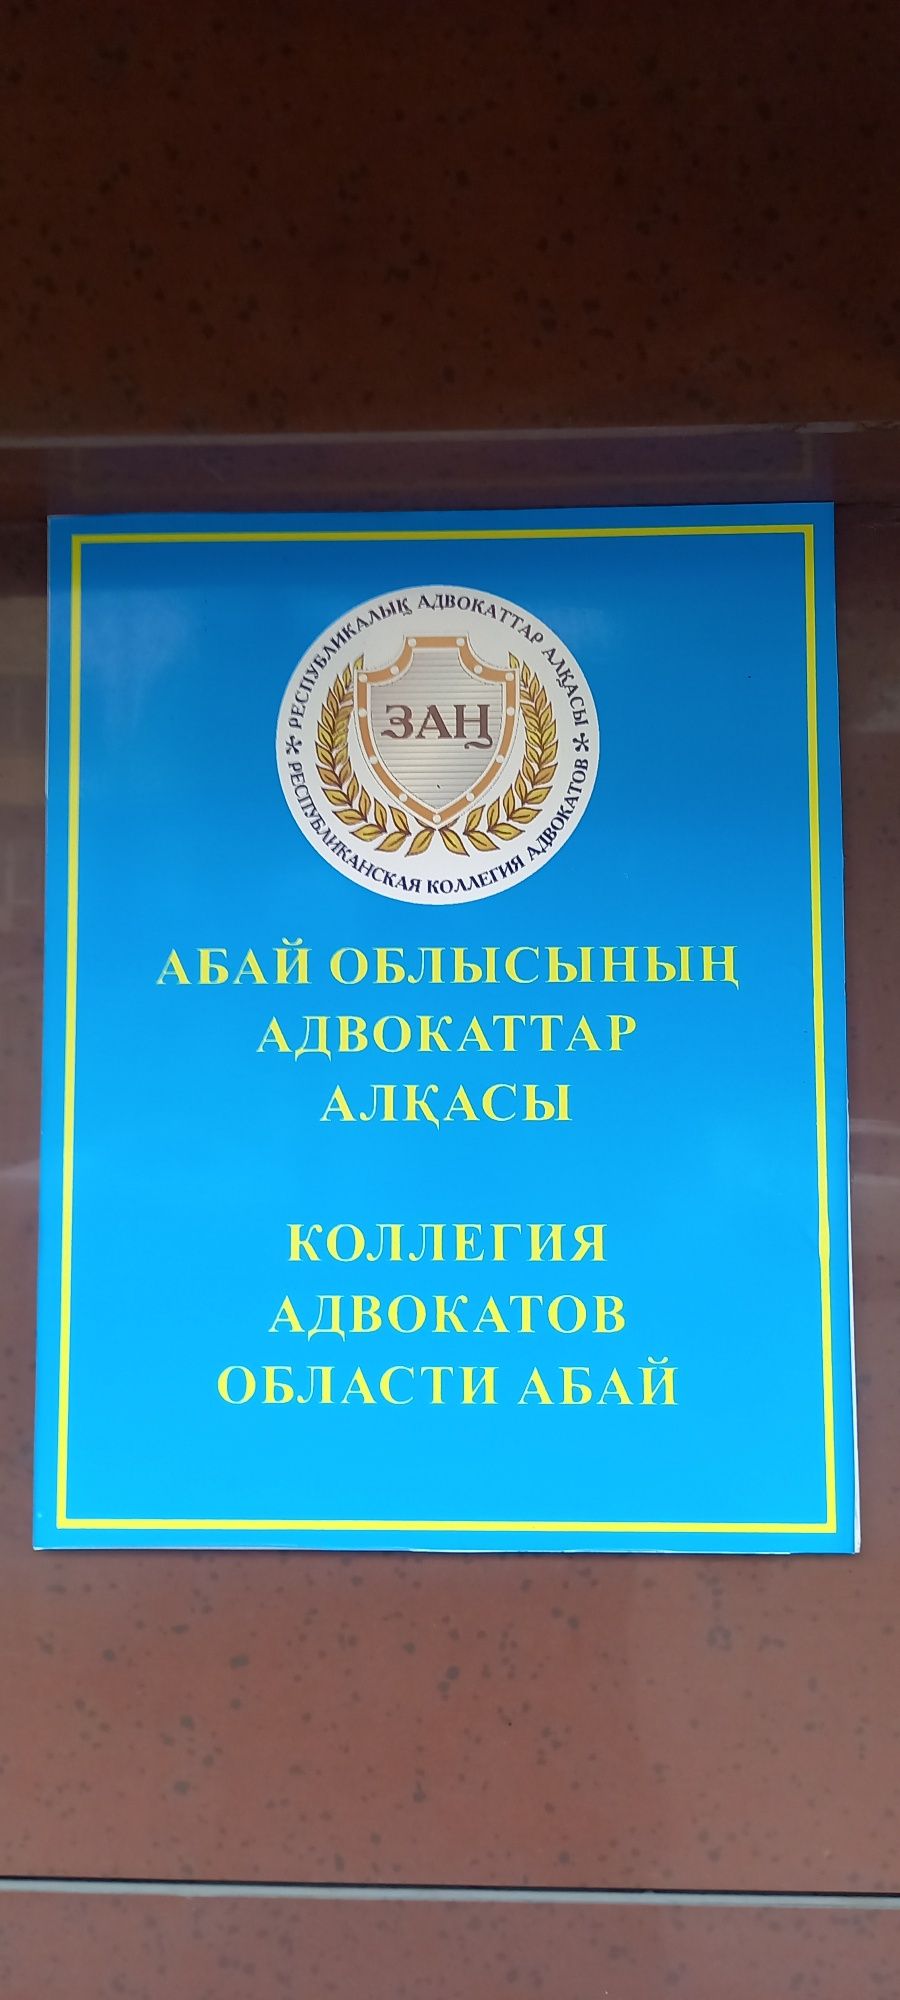 РЕСПУБЛИКАЛЫҚ АДВОКАТТАР АЛҚАСЫ
ЗАҢ
РЕСПУБЛИКАНСКАЯ КОЛЛЕГИЯ АДВОКАТОВ
АБАЙ ОБЛЫСЫНЫҢ
АДВОКАТТАР
АЛҚАСЫ
КОЛЛЕГИЯ
АДВОКАТОВ
ОБЛАСТИ АБАЙ